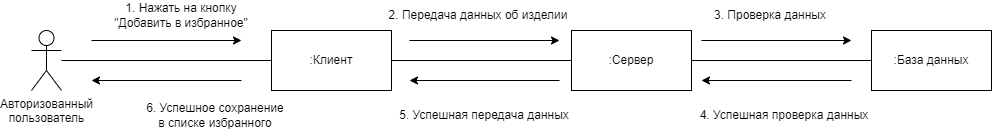 1. Нажать на кнопку
"Добавить в избранное"
2. Передача данных об изделии
3. Проверка данных
:Клиент
:Сервер
:База данных
Авторизованный
пользователь
6. Успешное сохранение
в списке избранного
5. Успешная передача данных
4. Успешная проверка данных